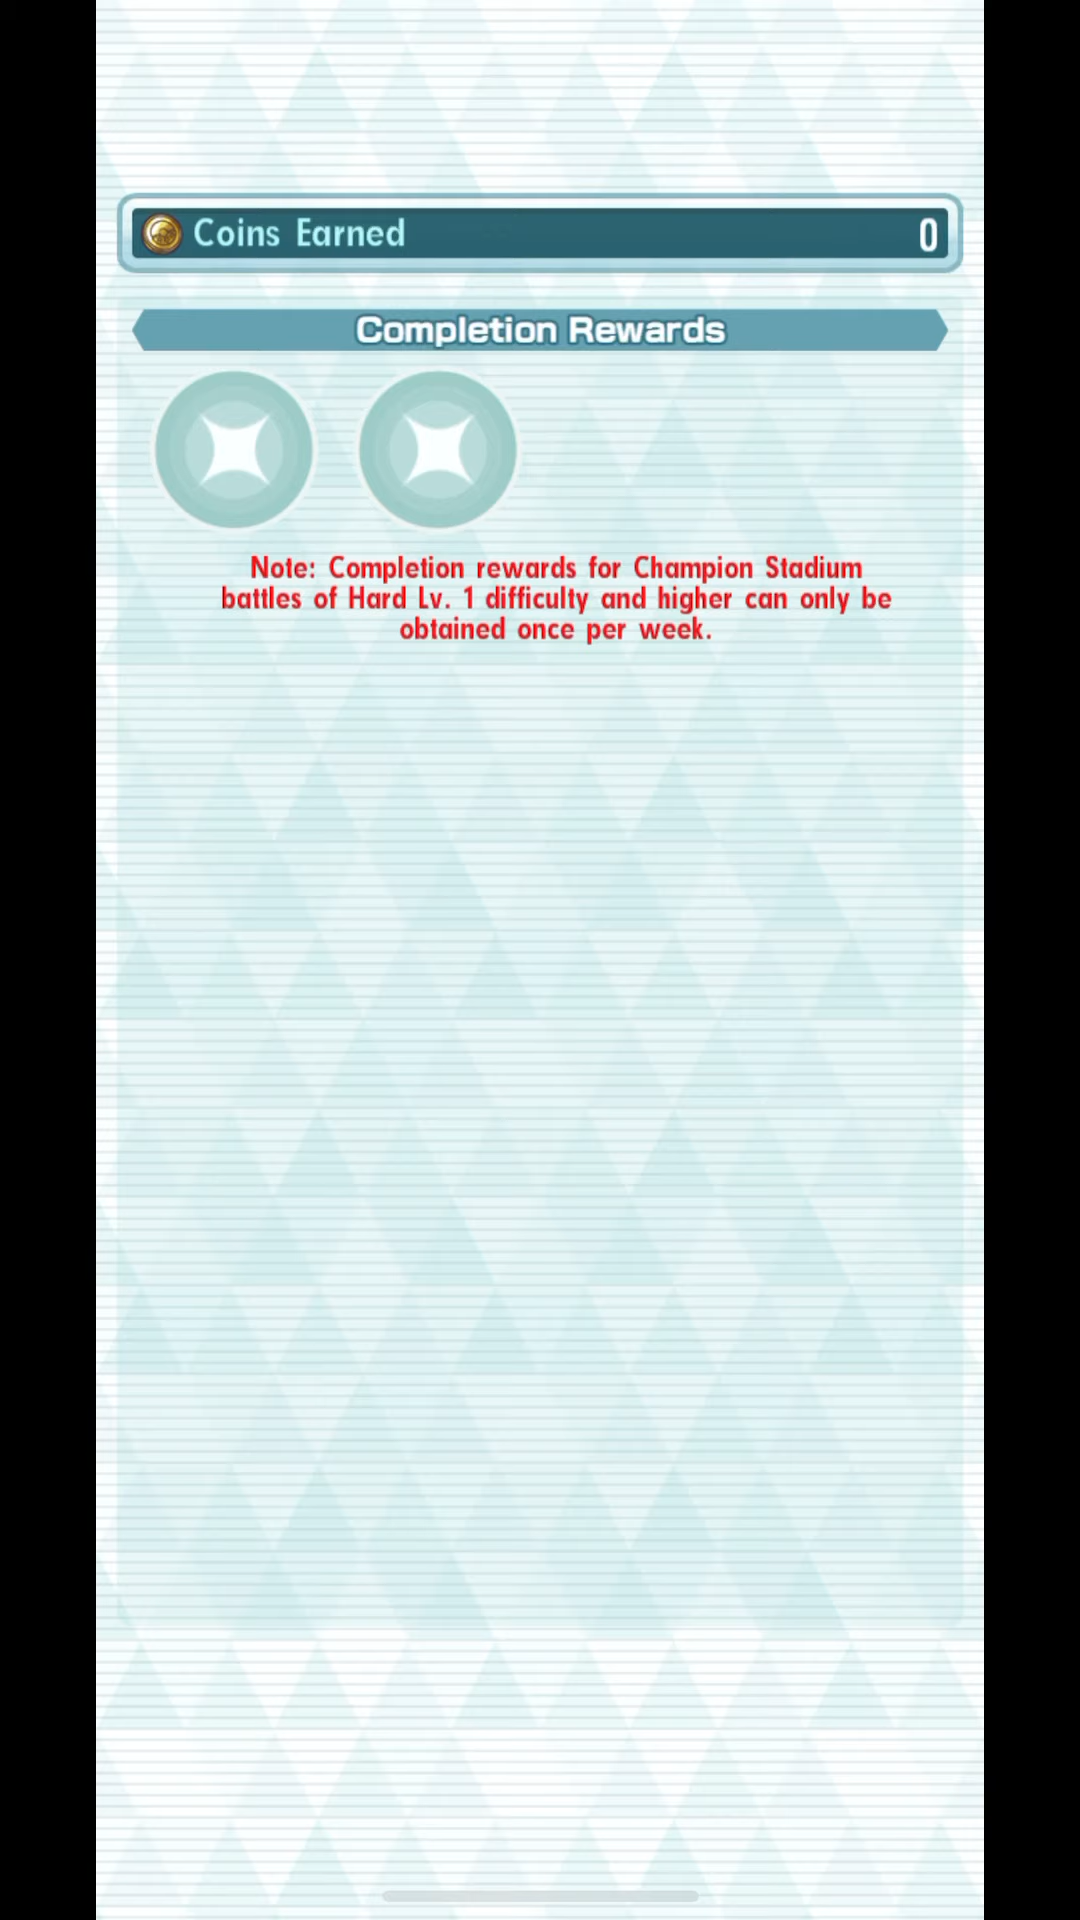 Coins Earned 0
Completion Rewards
Note: Completion rewards for Champion Stadium
battles of Hard Lv. 1 difficulty and higher can only be
obtained once per week.